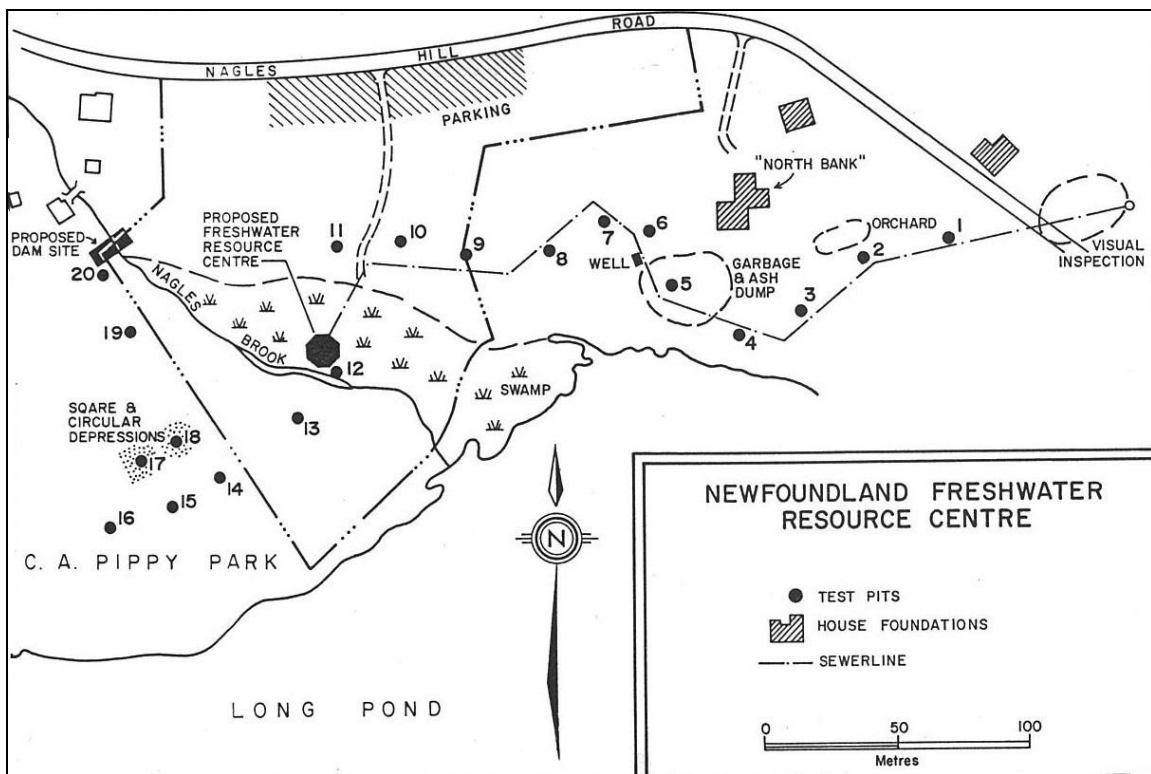 NAGLES HILL ROAD
PARKING
"NORTH BANK"
PROPOSED
FRESHWATER
RESOURCE
CENTRE
11
10
9
8
7
6
WELL
5
GARBAGE
& ASH
DUMP
ORCHARD
1
2
3
4
VISUAL
INSPECTION
PROPOSED
DAM SITE
20
NAGLES
BROOK
19
12
SWAMP
SQARE &
CIRCULAR
DEPRESSIONS
18
17
13
14
15
16
C. A. PIPPY PARK
LONG POND
N
NEWFOUNDLAND FRESHWATER
RESOURCE CENTRE
TEST PITS
HOUSE FOUNDATIONS
SEWERLINE
0 50 100
Metres